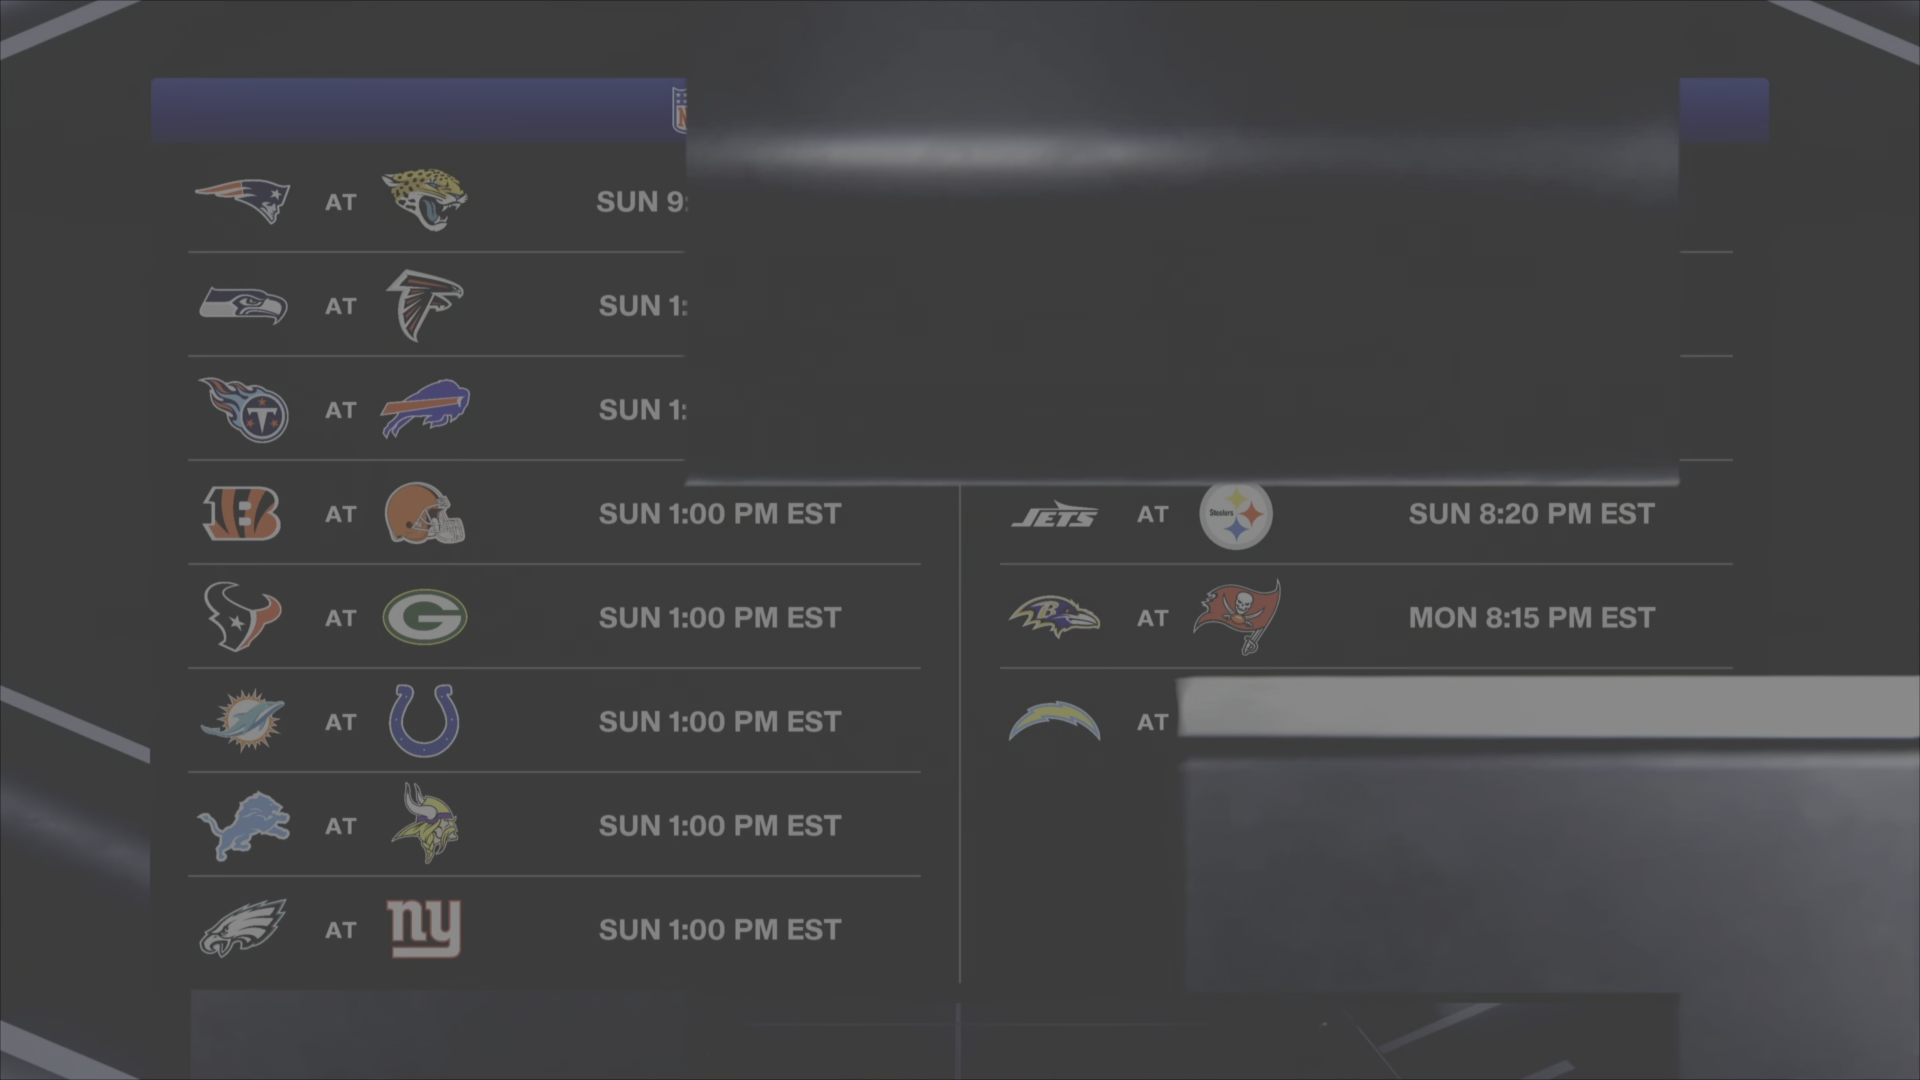 AT SUN 9:
AT SUN 1:
AT SUN 1:
AT SUN 1:00 PM EST
AT SUN 1:00 PM EST
AT SUN 1:00 PM EST
AT SUN 1:00 PM EST
AT ny SUN 1:00 PM EST
JETS AT Steelers SUN 8:20 PM EST
AT MON 8:15 PM EST
AT